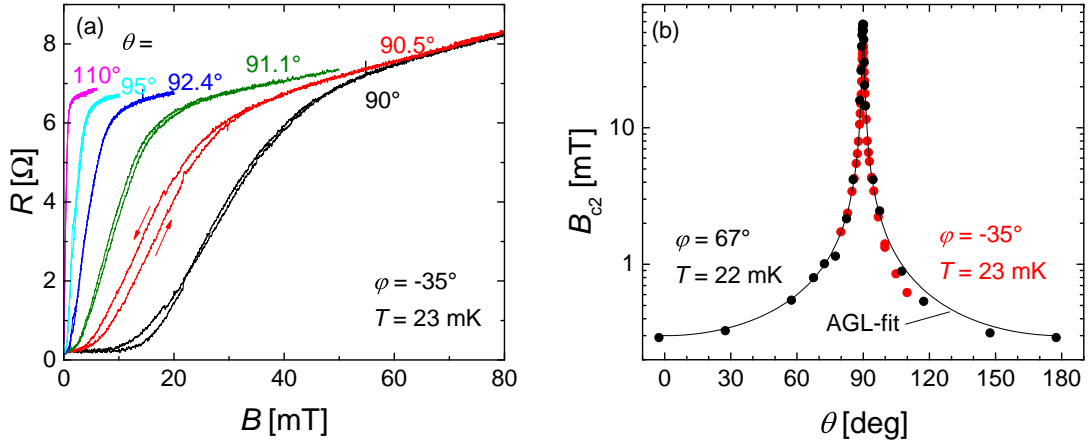 (a)
θ =
110°
95°
92.4°
91.1°
90.5°
90°
φ = -35°
T = 23 mK
8
6
4
2
0
0 20 40 60 80
R [Ω]
B [mT]
(b)
10
1
B_c2 [mT]
φ = 67°
T = 22 mK
φ = -35°
T = 23 mK
AGL-fit
0 30 60 90 120 150 180
θ [deg]